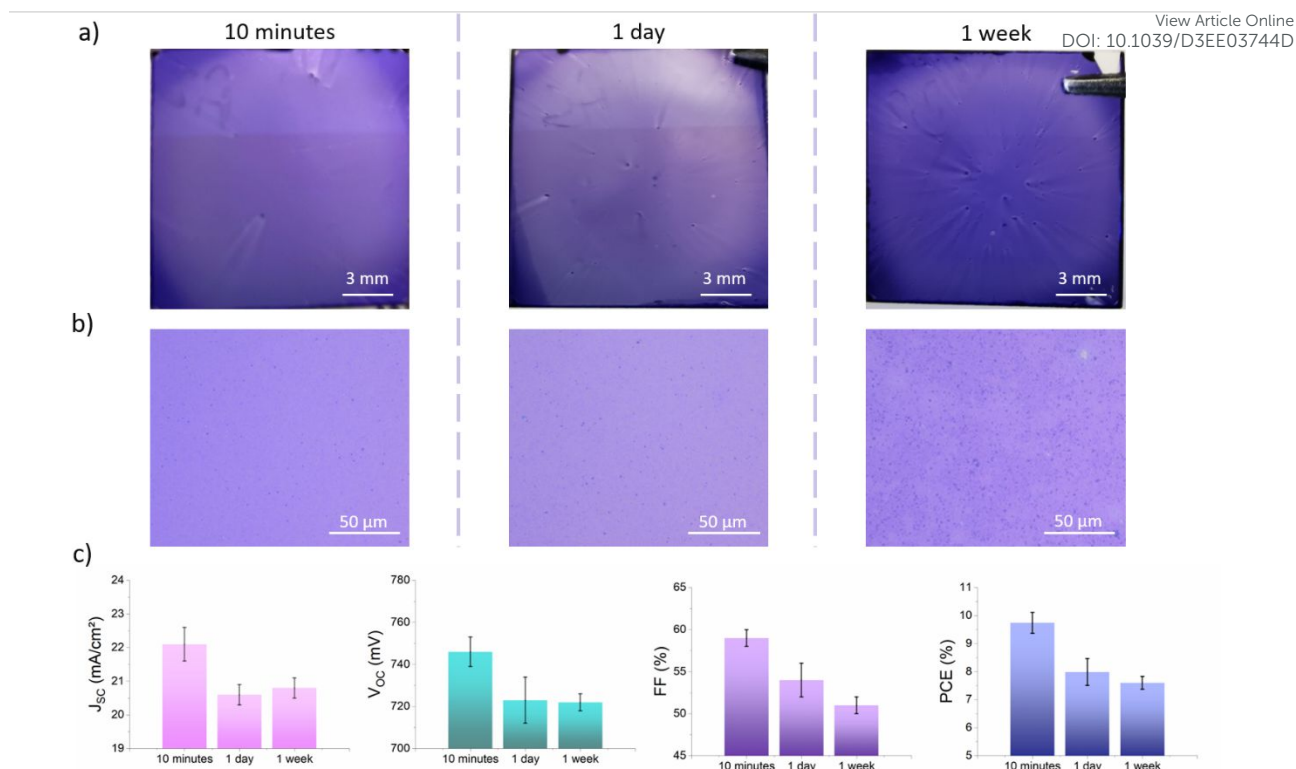 View Article Online
DOI: 10.1039/D3EE03744D
a)
10 minutes
1 day
1 week
3 mm
3 mm
3 mm
b)
50 µm
50 µm
50 µm
c)
JSC (mA/cm²)
24
23
22
21
20
19
10 minutes
1 day
1 week
VOC (mV)
780
760
740
720
700
10 minutes
1 day
1 week
FF (%)
65
60
55
50
45
10 minutes
1 day
1 week
PCE (%)
11
10
9
8
7
6
5
10 minutes
1 day
1 week